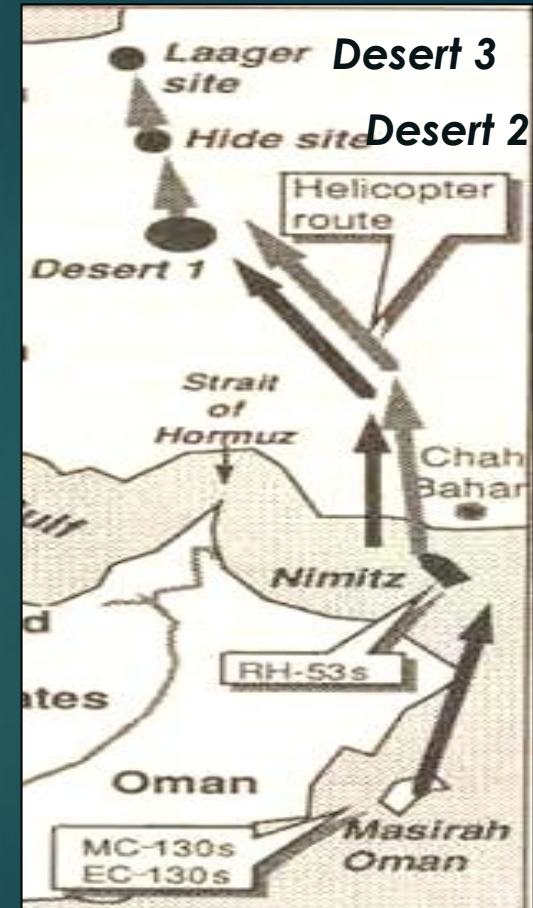 Laager site
Desert 3
Hide site
Desert 2
Helicopter
route
Desert 1
Strait
of
Hormuz
Chah
Bahar
ulf
Nimitz
d
RH-53s
ates
Oman
Masirah
Oman
MC-130s
EC-130s